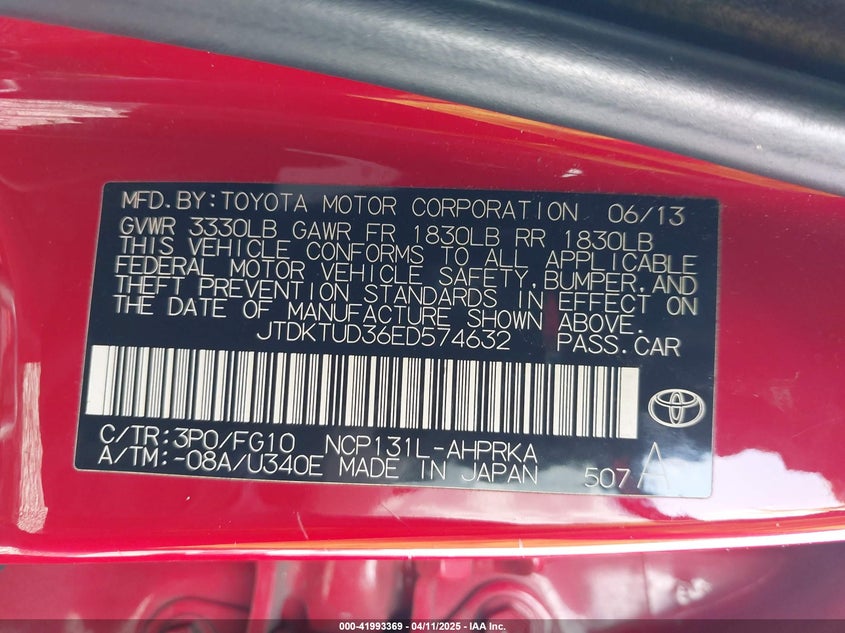 MFD.BY:TOYOTA MOTOR CORPORATION 06/13
GVWR 3330LB GAWR FR 1830LB RR 1830LB
THIS VEHICLE CONFORMS TO ALL APPLICABLE
FEDERAL MOTOR VEHICLE SAFETY,BUMPER,AND
THEFT PREVENTION STANDARDS IN EFFECT ON
THE DATE OF MANUFACTURE SHOWN ABOVE.
JTDKTUD36ED574632 PASS.CAR
C/TR:3P0/FG10 NCP131L-AHPRKA
A/TM:-08A/U340E MADE IN JAPAN 507 A
000-41993369 - 04/11/2025 - IAA Inc.